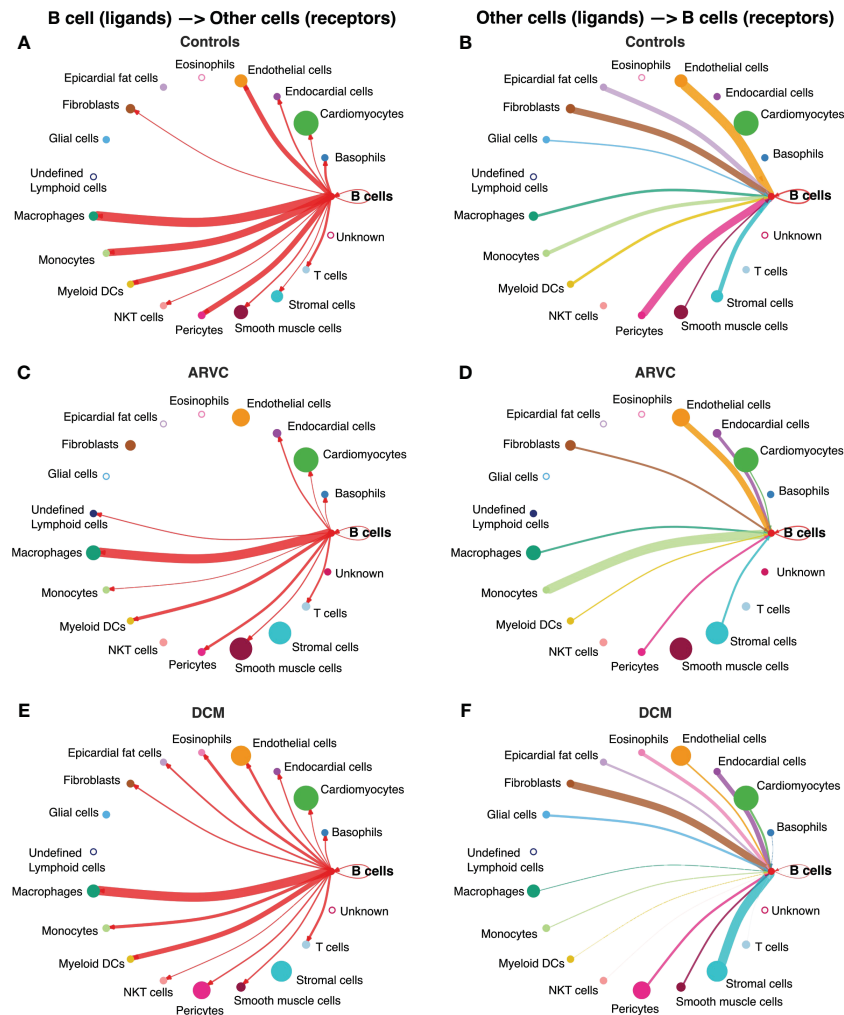 B cell (ligands) —> Other cells (receptors)
Other cells (ligands) —> B cells (receptors)
A
Controls
Eosinophils
Endothelial cells
Epicardial fat cells
Endocardial cells
Fibroblasts
Cardiomyocytes
Glial cells
Basophils
Undefined
Lymphoid cells
B cells
Macrophages
Unknown
Monocytes
T cells
Myeloid DCs
Stromal cells
NKT cells
Pericytes
Smooth muscle cells
B
Controls
Eosinophils
Endothelial cells
Epicardial fat cells
Endocardial cells
Fibroblasts
Cardiomyocytes
Glial cells
Basophils
Undefined
Lymphoid cells
B cells
Macrophages
Unknown
Monocytes
T cells
Myeloid DCs
Stromal cells
NKT cells
Pericytes
Smooth muscle cells
C
ARVC
Eosinophils
Endothelial cells
Epicardial fat cells
Endocardial cells
Fibroblasts
Cardiomyocytes
Glial cells
Basophils
Undefined
Lymphoid cells
B cells
Macrophages
Unknown
Monocytes
T cells
Myeloid DCs
Stromal cells
NKT cells
Pericytes
Smooth muscle cells
D
ARVC
Eosinophils
Endothelial cells
Epicardial fat cells
Endocardial cells
Fibroblasts
Cardiomyocytes
Glial cells
Basophils
Undefined
Lymphoid cells
B cells
Macrophages
Unknown
Monocytes
T cells
Myeloid DCs
Stromal cells
NKT cells
Pericytes
Smooth muscle cells
E
DCM
Eosinophils
Endothelial cells
Epicardial fat cells
Endocardial cells
Fibroblasts
Cardiomyocytes
Glial cells
Basophils
Undefined
Lymphoid cells
B cells
Macrophages
Unknown
Monocytes
T cells
Myeloid DCs
Stromal cells
NKT cells
Pericytes
Smooth muscle cells
F
DCM
Eosinophils
Endothelial cells
Epicardial fat cells
Endocardial cells
Fibroblasts
Cardiomyocytes
Glial cells
Basophils
Undefined
Lymphoid cells
B cells
Macrophages
Unknown
Monocytes
T cells
Myeloid DCs
Stromal cells
NKT cells
Pericytes
Smooth muscle cells